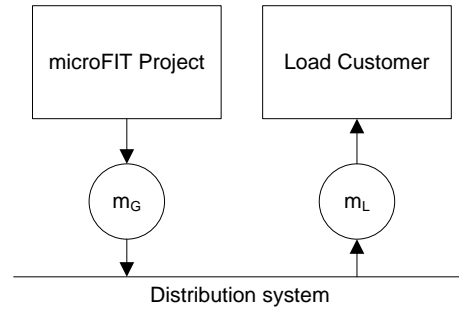 microFIT Project
Load Customer
mG
mL
Distribution system